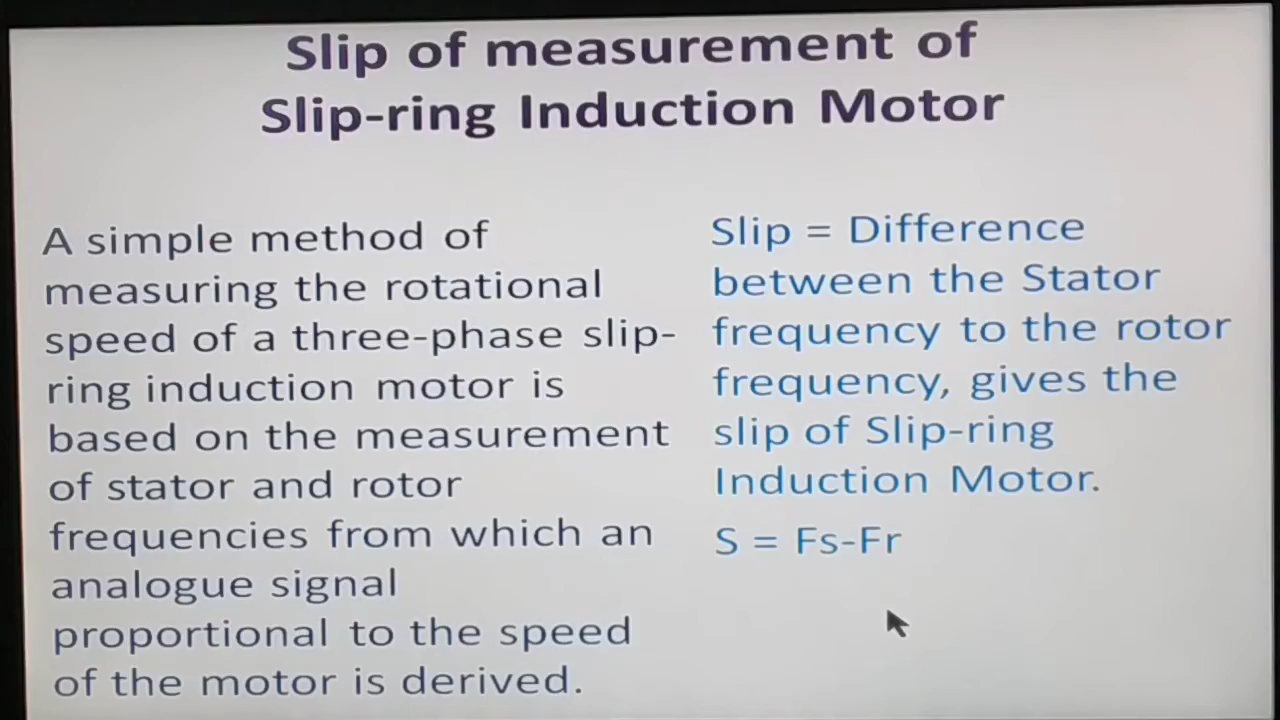 Slip of measurement of
Slip-ring Induction Motor
A simple method of
measuring the rotational
speed of a three-phase slip-
ring induction motor is
based on the measurement
of stator and rotor
frequencies from which an
analogue signal
proportional to the speed
of the motor is derived.
Slip = Difference
between the Stator
frequency to the rotor
frequency, gives the
slip of Slip-ring
Induction Motor.
S = Fs-Fr